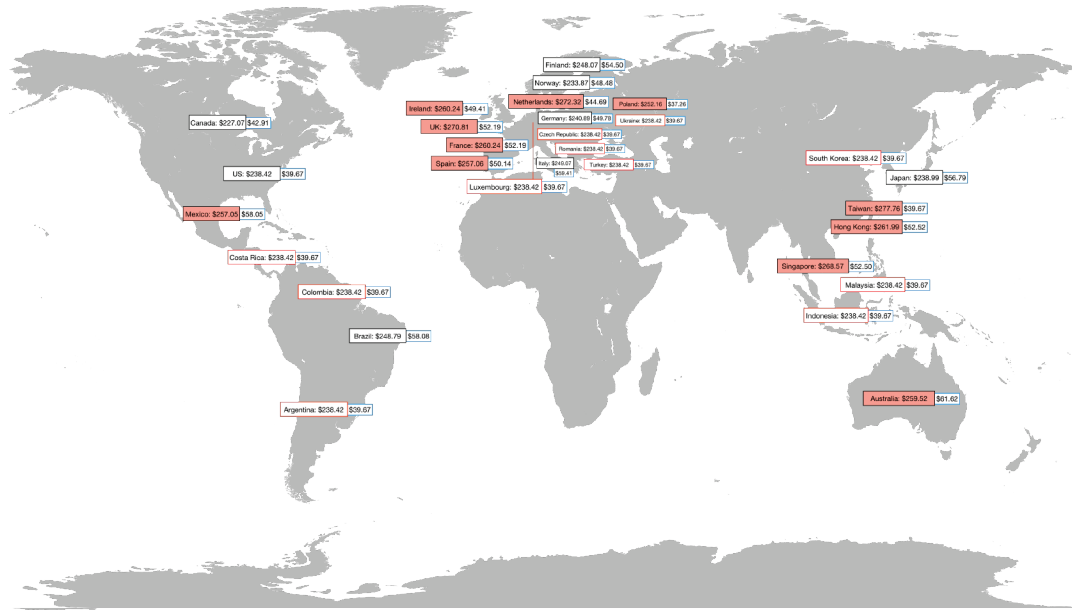 Finland: $248.07 $54.50
Norway: $233.87 $48.48
Netherlands: $272.32 $44.69
Poland: $252.16 $37.26
Ireland: $260.24 $49.41
Germany: $240.69 $49.78
Ukraine: $238.42 $39.67
Canada: $227.07 $42.91
UK: $270.81 $52.19
Czech Republic: $238.42 $39.67
France: $260.24 $52.19
Romania: $238.42 $39.67
South Korea: $238.42 $39.67
Spain: $257.06 $50.14
Italy: $249.07
$59.41
Turkey: $238.42 $39.67
US: $238.42 $39.67
Japan: $238.99 $56.79
Luxembourg: $238.42 $39.67
Taiwan: $277.76 $39.67
Mexico: $257.05 $58.05
Hong Kong: $261.99 $52.52
Costa Rica: $238.42 $39.67
Singapore: $268.57 $52.50
Malaysia: $238.42 $39.67
Colombia: $238.42 $39.67
Indonesia: $238.42 $39.67
Brazil: $248.79 $58.08
Australia: $259.52 $61.62
Argentina: $238.42 $39.67